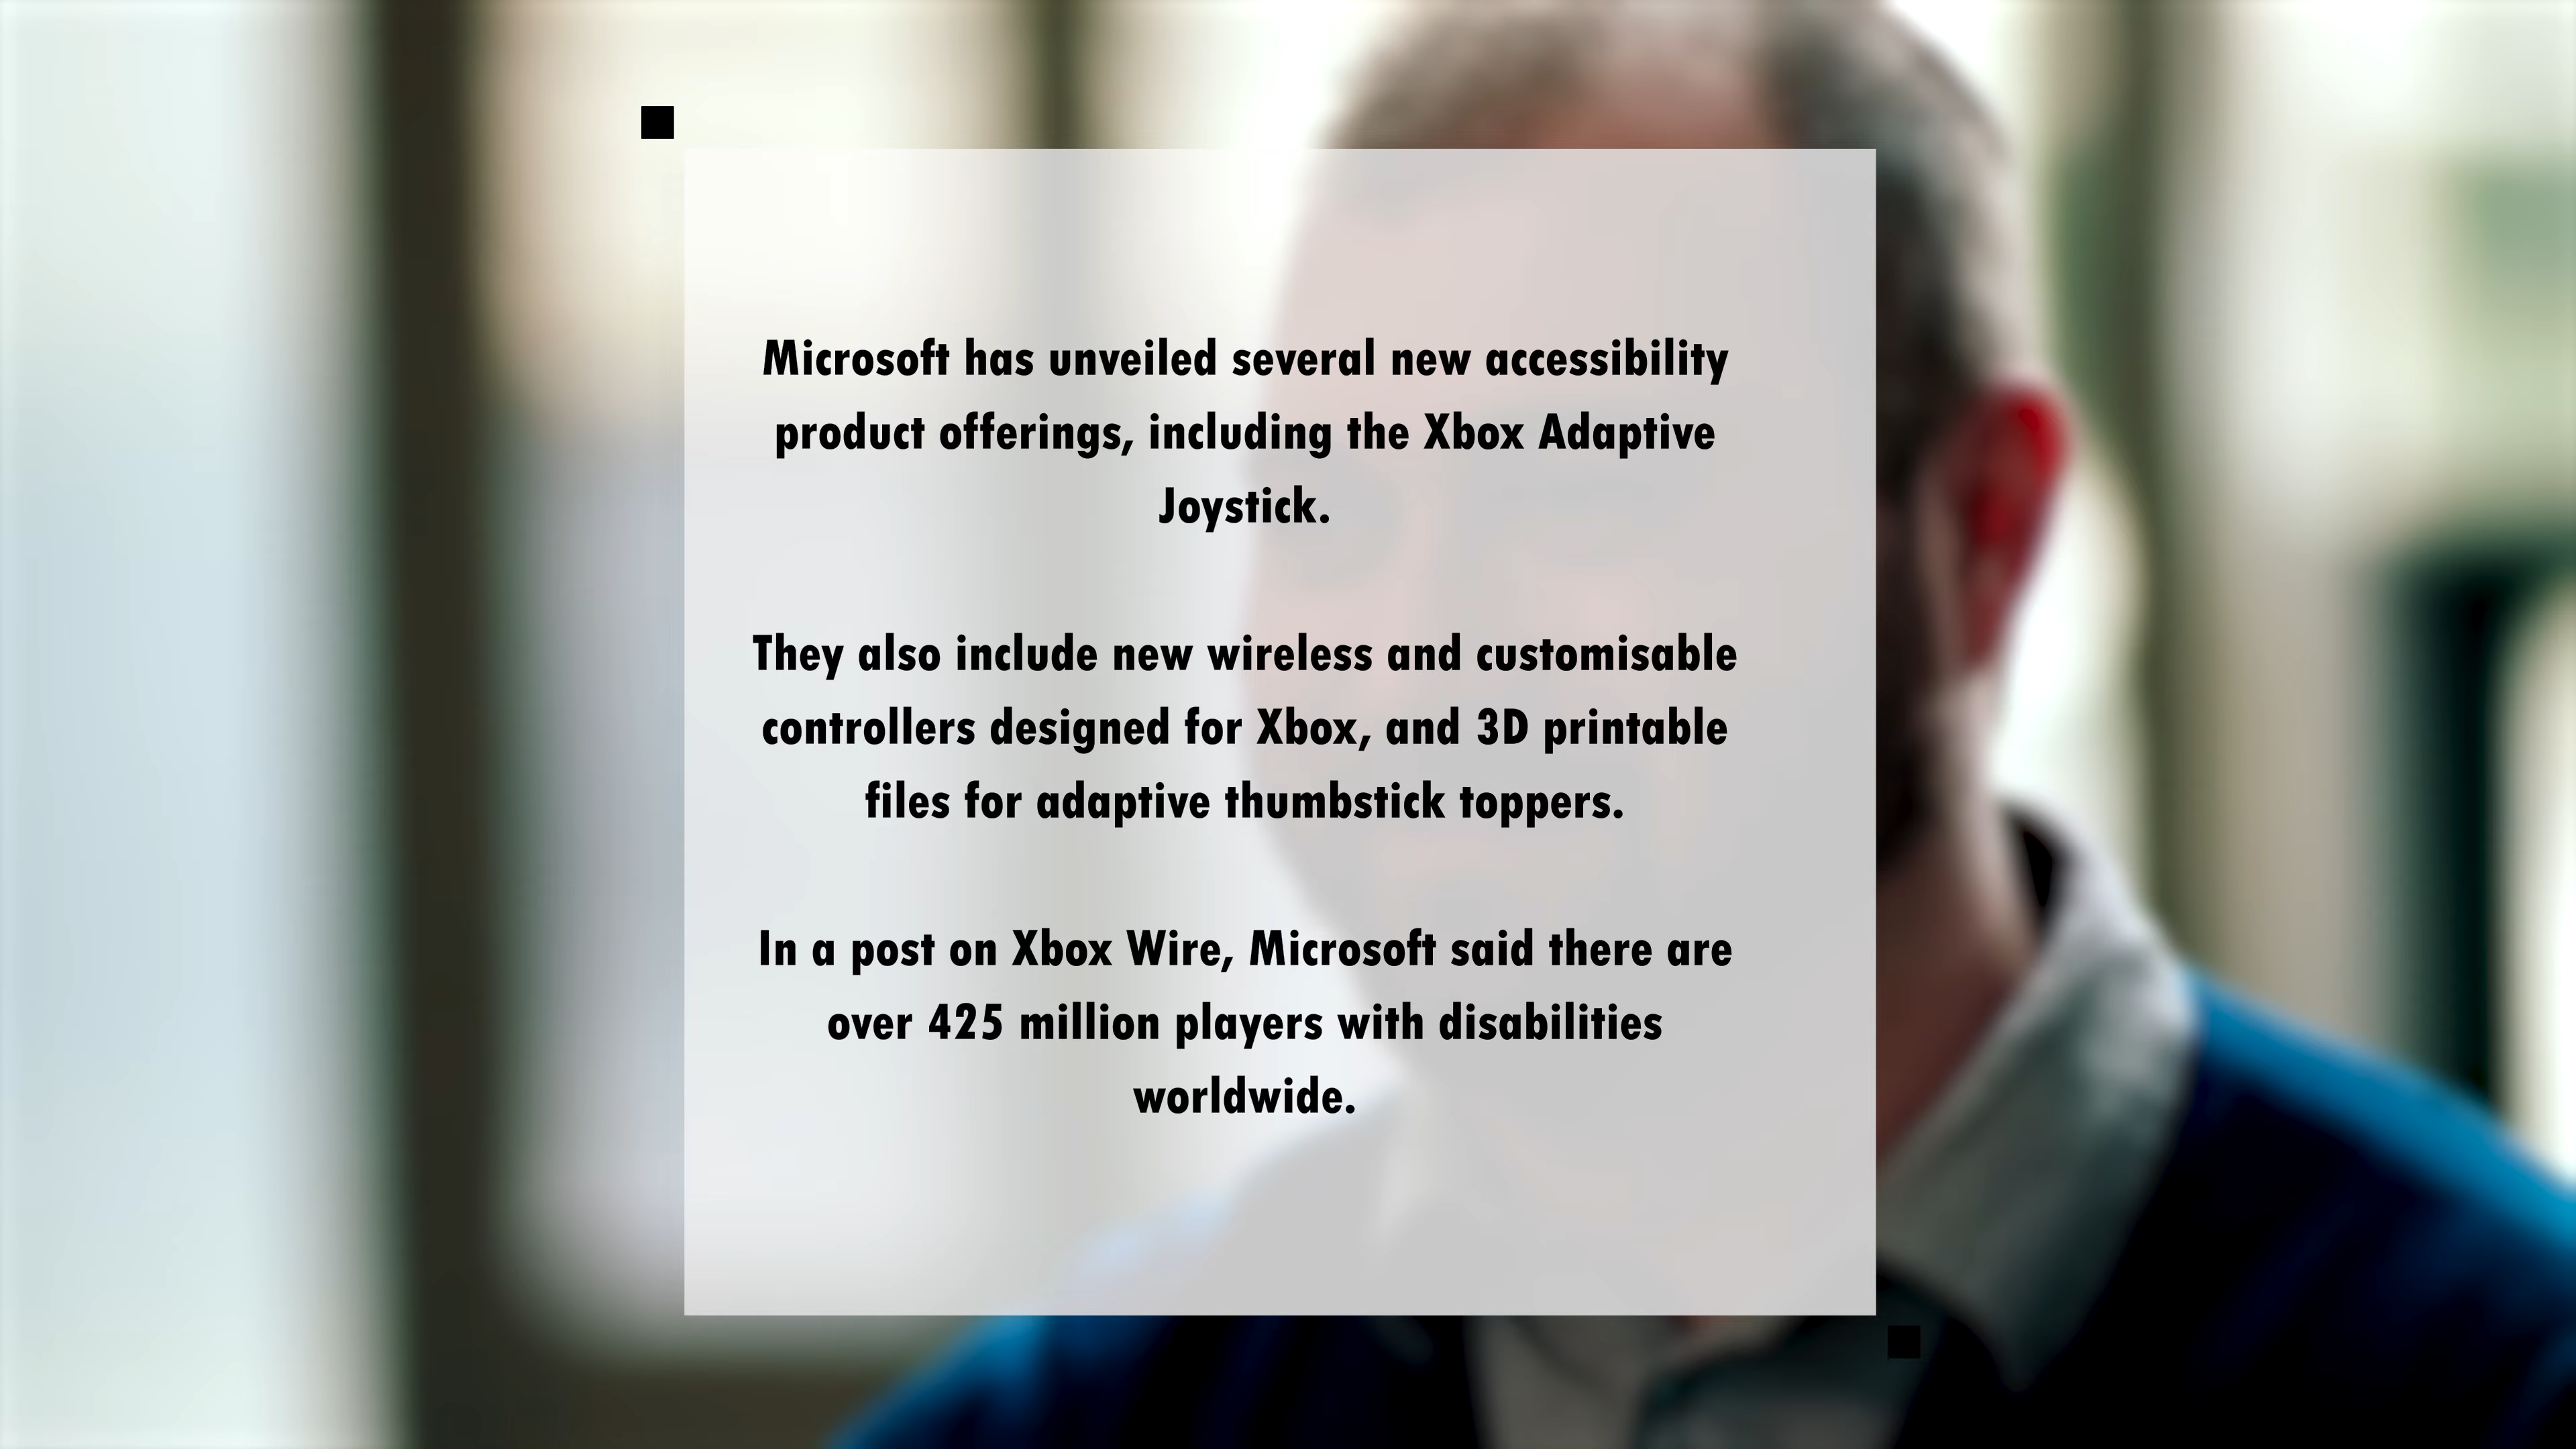 Microsoft has unveiled several new accessibility
product offerings, including the Xbox Adaptive
Joystick.
They also include new wireless and customisable
controllers designed for Xbox, and 3D printable
files for adaptive thumbstick toppers.
In a post on Xbox Wire, Microsoft said there are
over 425 million players with disabilities
worldwide.